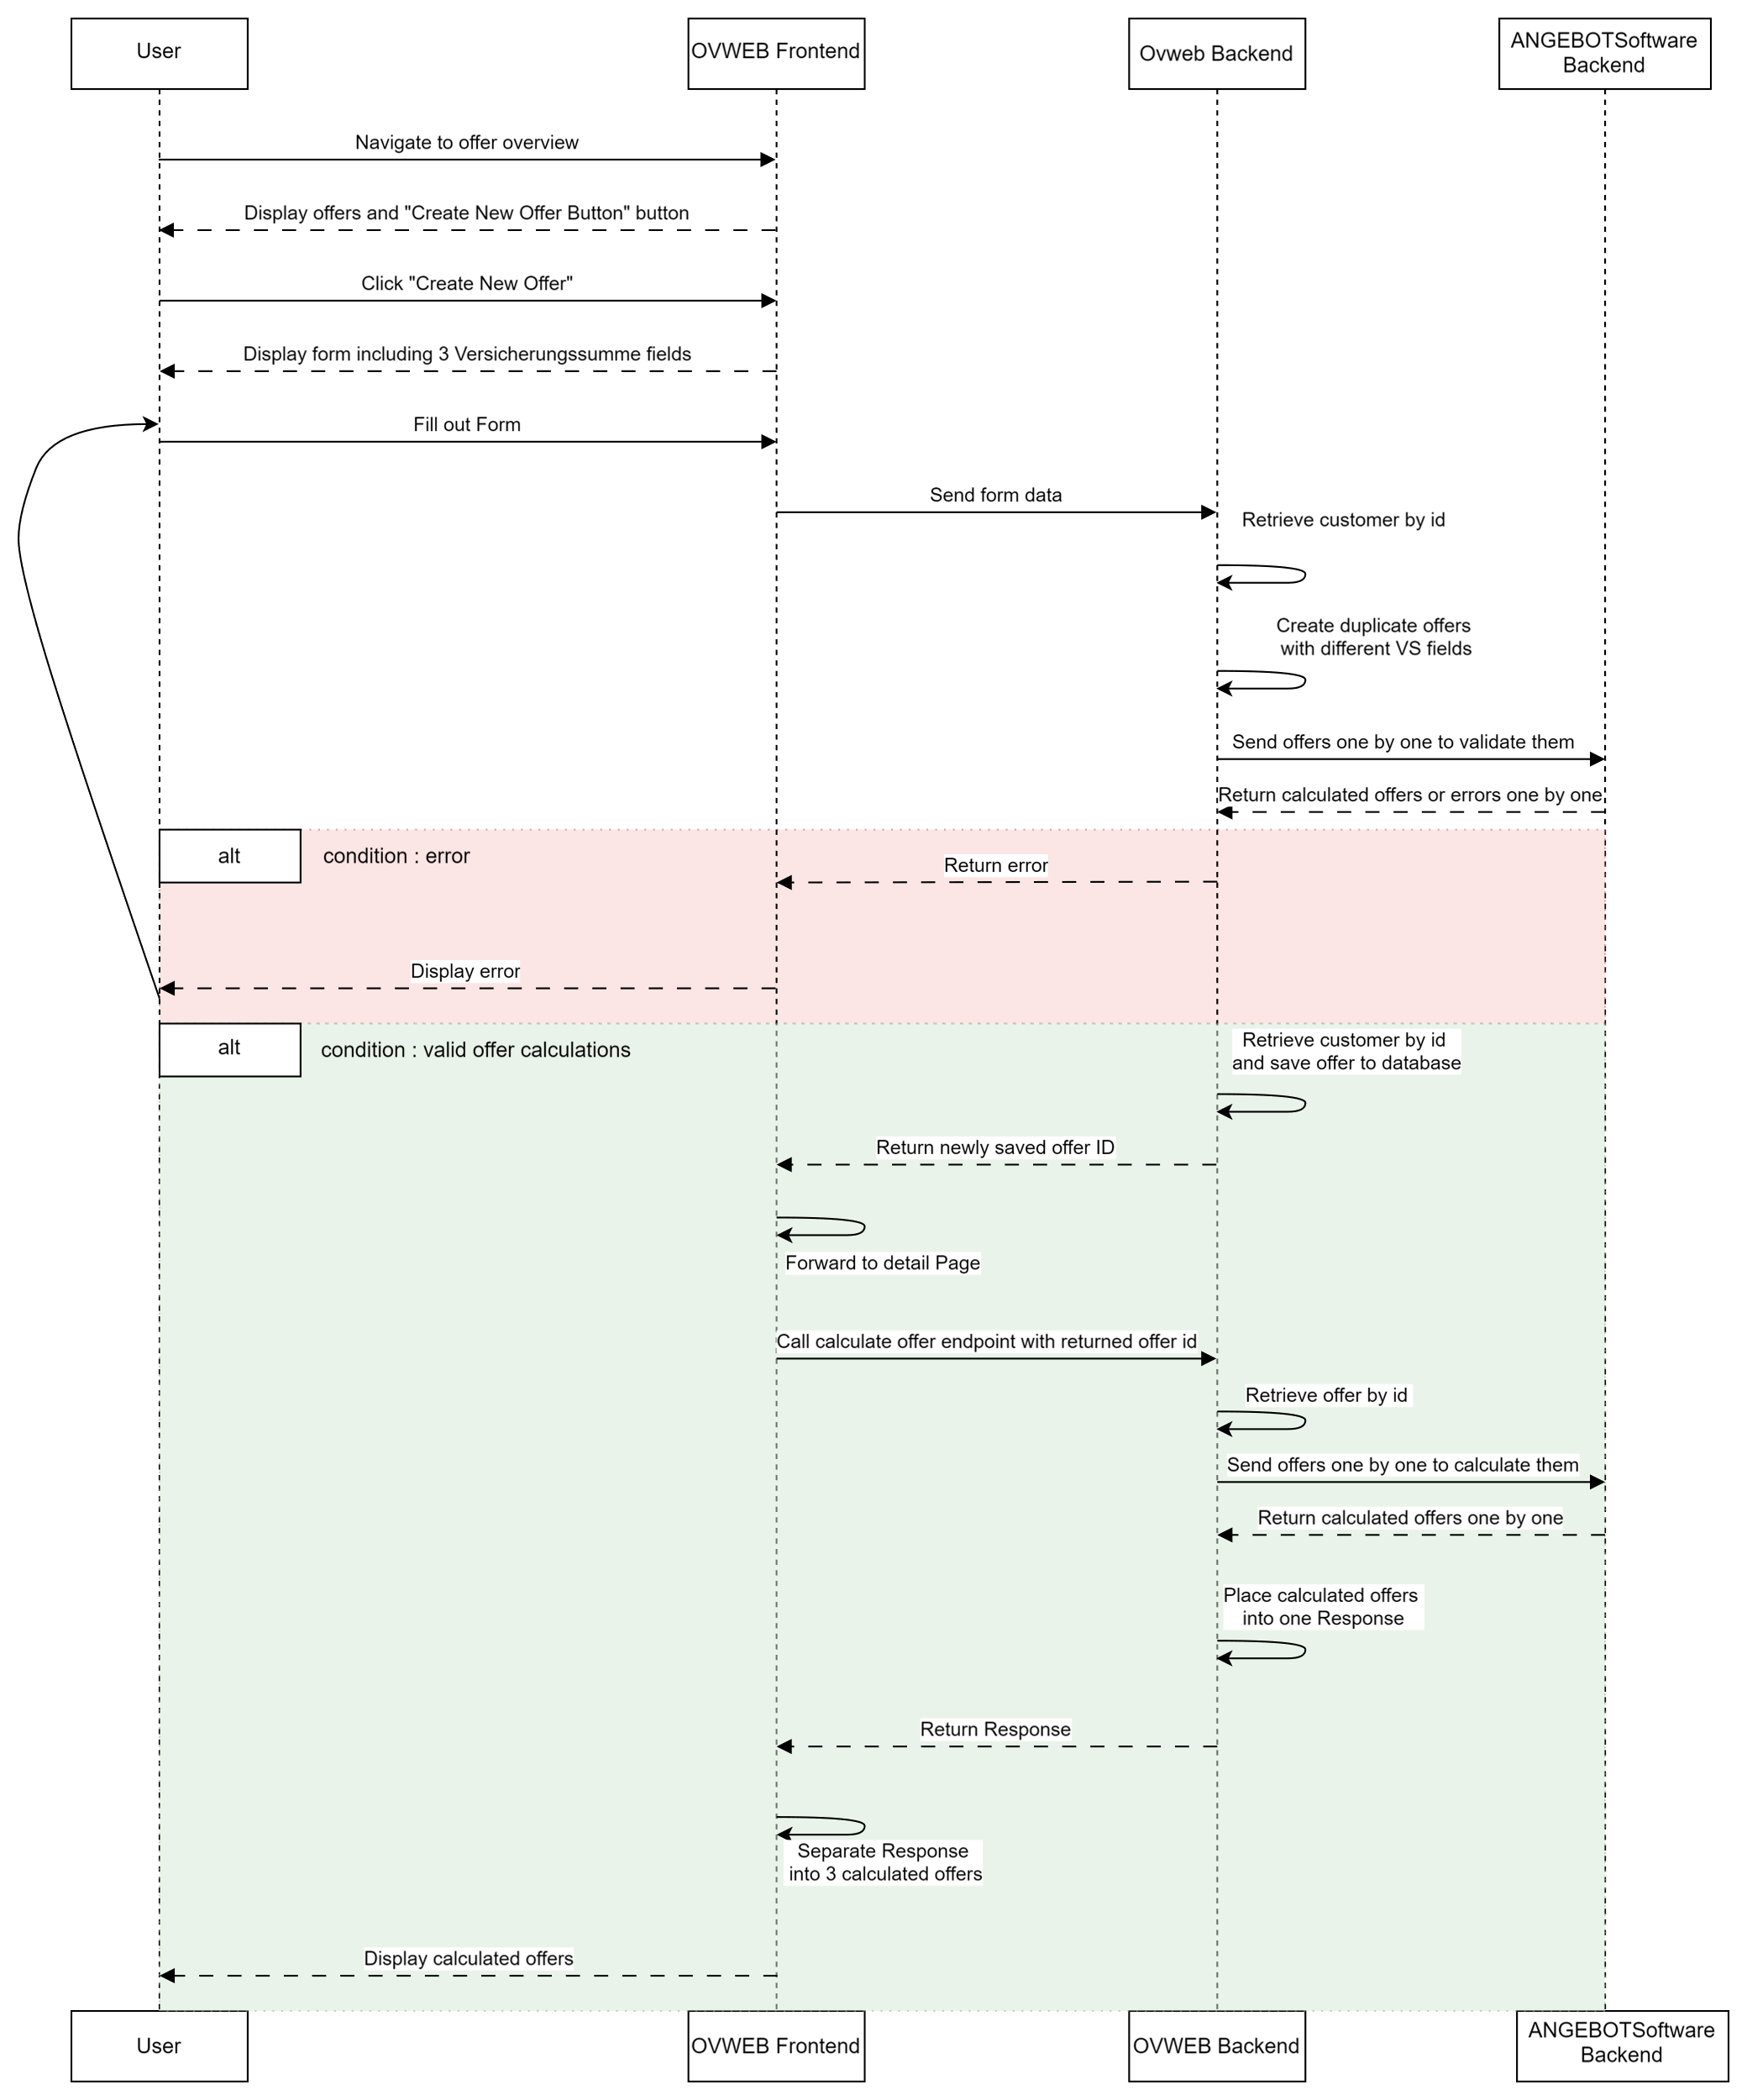 User
OVWEB Frontend
Ovweb Backend
ANGEBOTSoftware
Backend
Navigate to offer overview
Display offers and "Create New Offer Button" button
Click "Create New Offer"
Display form including 3 Versicherungssumme fields
Fill out Form
Send form data
Retrieve customer by id
Create duplicate offers
with different VS fields
Send offers one by one to validate them
Return calculated offers or errors one by one
alt
condition : error
Return error
Display error
alt
condition : valid offer calculations
Retrieve customer by id
and save offer to database
Return newly saved offer ID
Forward to detail Page
Call calculate offer endpoint with returned offer id
Retrieve offer by id
Send offers one by one to calculate them
Return calculated offers one by one
Place calculated offers
into one Response
Return Response
Separate Response
into 3 calculated offers
Display calculated offers
User
OVWEB Frontend
OVWEB Backend
ANGEBOTSoftware
Backend